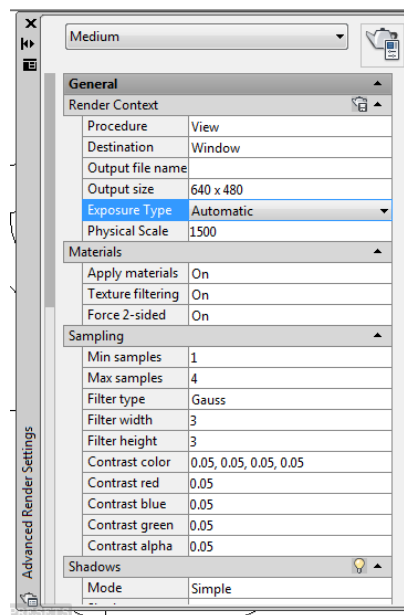 Medium
General
Render Context
Procedure View
Destination Window
Output file name
Output size 640 x 480
Exposure Type Automatic
Physical Scale 1500
Materials
Apply materials On
Texture filtering On
Force 2-sided On
Sampling
Min samples 1
Max samples 4
Filter type Gauss
Filter width 3
Filter height 3
Contrast color 0.05, 0.05, 0.05, 0.05
Contrast red 0.05
Contrast blue 0.05
Contrast green 0.05
Contrast alpha 0.05
Shadows
Mode Simple
Advanced Render Settings